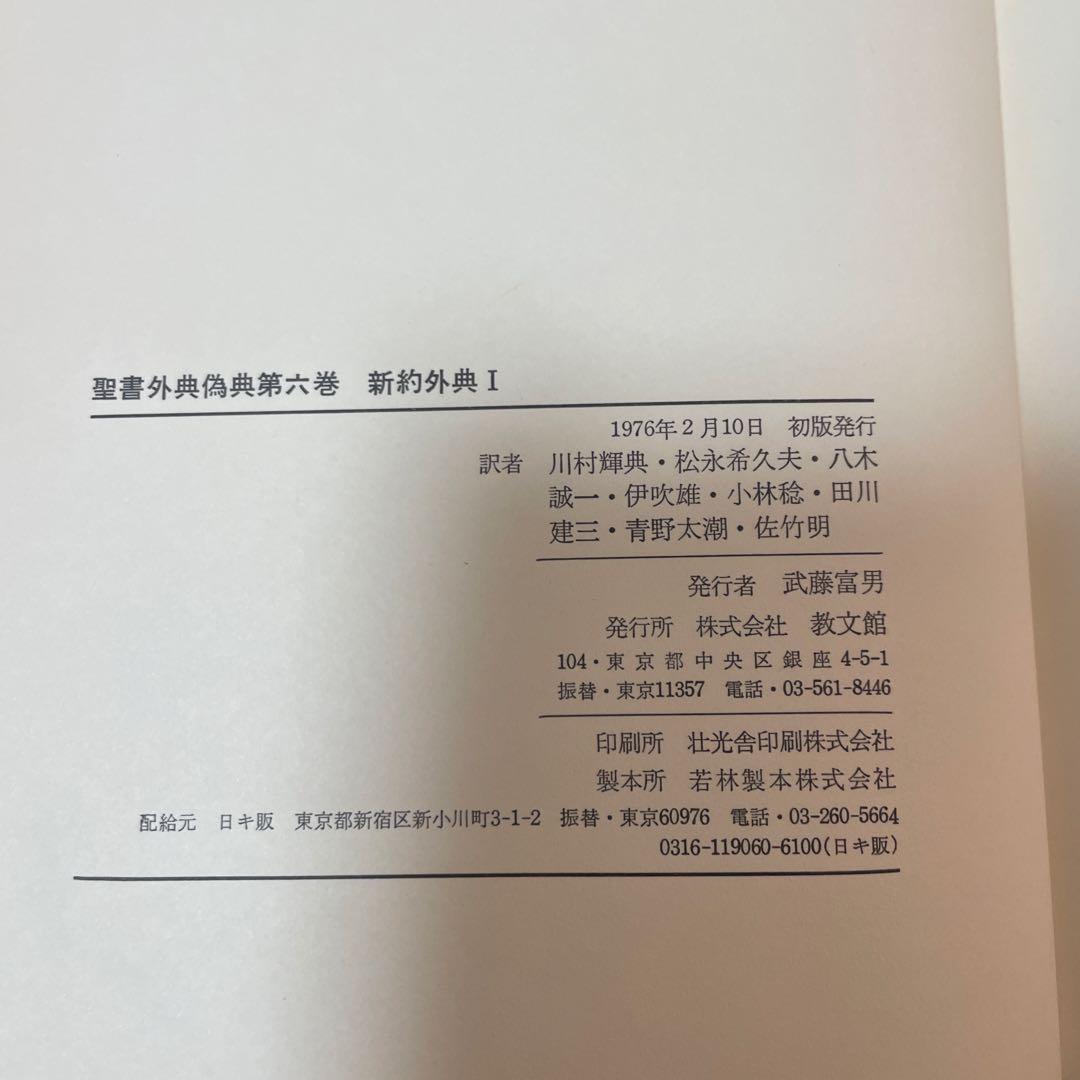 聖書外典偽典第六巻　新約外典 I
1976年2月10日　初版発行
訳者　川村輝典・松永希久夫・八木
誠一・伊吹雄・小林稔・田川
建三・青野太潮・佐竹明
発行者　武藤富男
発行所　株式会社　教文館
104・東京都中央区銀座 4-5-1
振替・東京11357　電話・03-561-8446
印刷所　壮光舎印刷株式会社
製本所　若林製本株式会社
配給元　日キ販　東京都新宿区新小川町3-1-2　振替・東京60976　電話・03-260-5664
0316-119060-6100(日キ販)